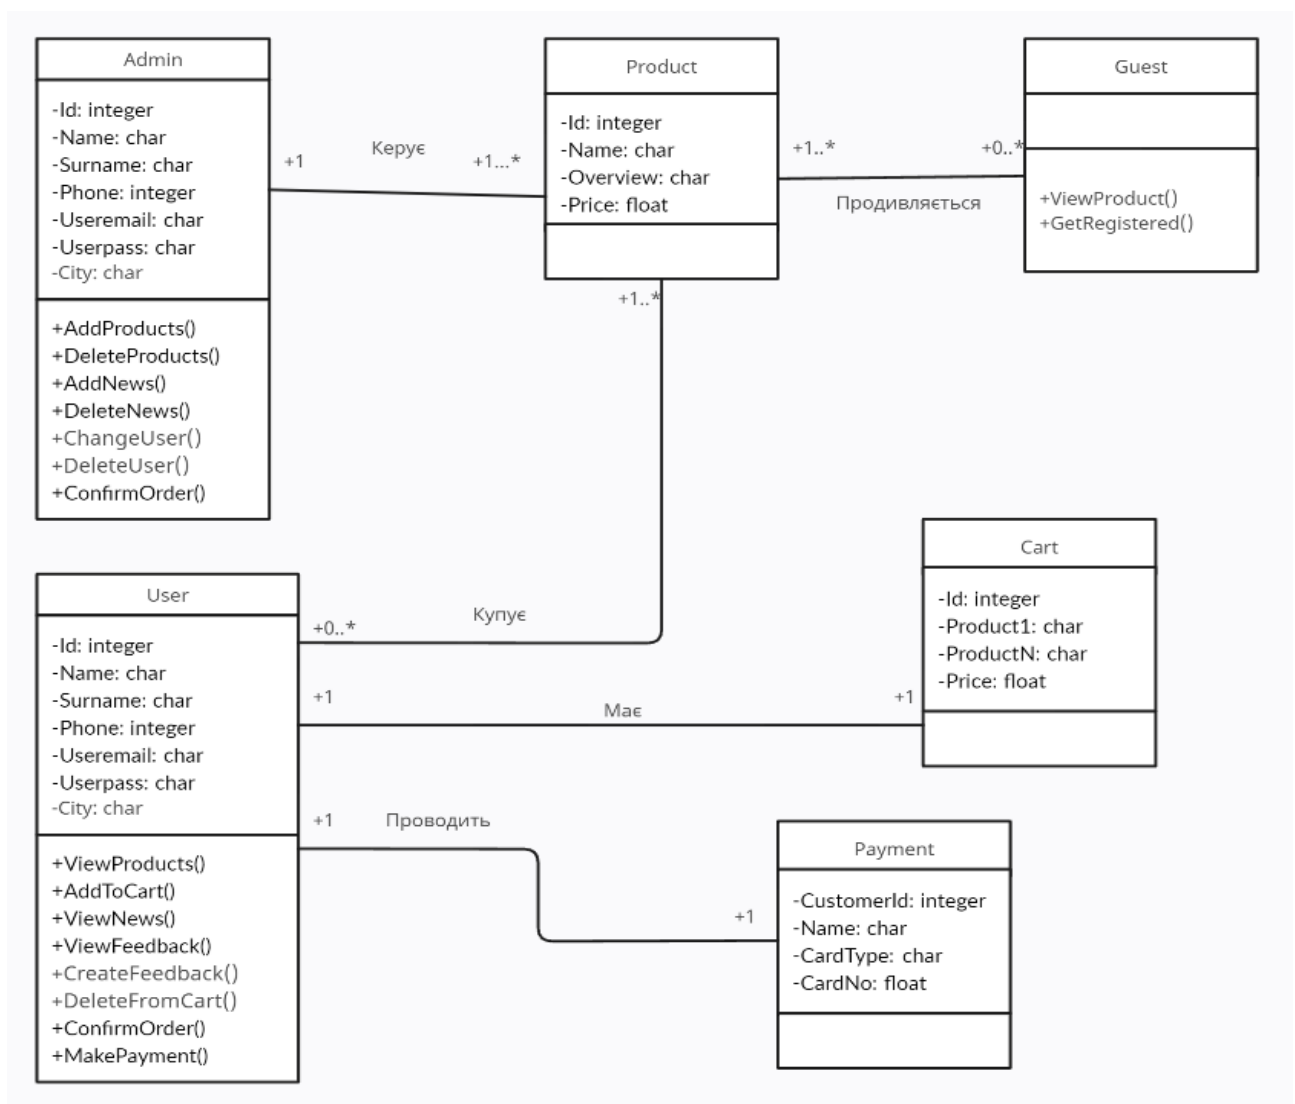 Admin
-Id: integer
-Name: char
-Surname: char
-Phone: integer
-Useremail: char
-Userpass: char
-City: char
+AddProducts()
+DeleteProducts()
+AddNews()
+DeleteNews()
+ChangeUser()
+DeleteUser()
+ConfirmOrder()
+1
Керує
+1...*
Product
-Id: integer
-Name: char
-Overview: char
-Price: float
+1..*
+0..*
Продивляється
Guest
+ViewProduct()
+GetRegistered()
+1..*
Купує
+0..*
User
-Id: integer
-Name: char
-Surname: char
-Phone: integer
-Useremail: char
-Userpass: char
-City: char
+ViewProducts()
+AddToCart()
+ViewNews()
+ViewFeedback()
+CreateFeedback()
+DeleteFromCart()
+ConfirmOrder()
+MakePayment()
+1
Має
+1
Cart
-Id: integer
-Product1: char
-ProductN: char
-Price: float
+1
Проводить
+1
Payment
-CustomerId: integer
-Name: char
-CardType: char
-CardNo: float